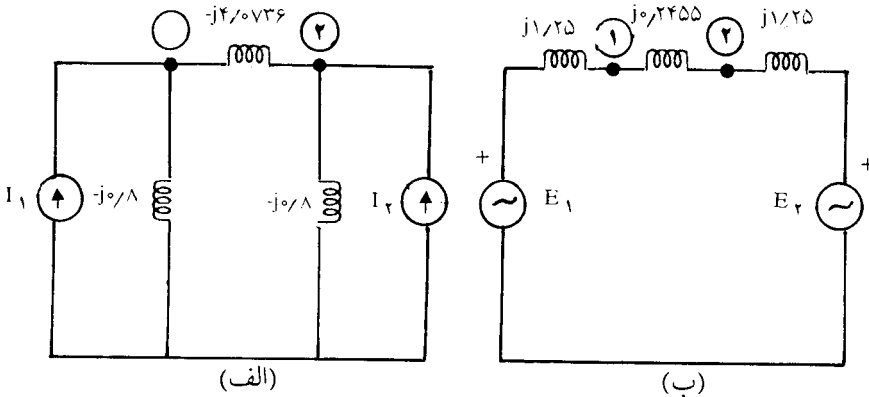 -j۴/۰۷۳۶
۲
I۱
-j۰/۸
-j۰/۸
I۲
(الف)
j۱/۲۵
۱
j۰/۲۴۵۵
۲
j۱/۲۵
+
E۱
E۲
+
(ب)